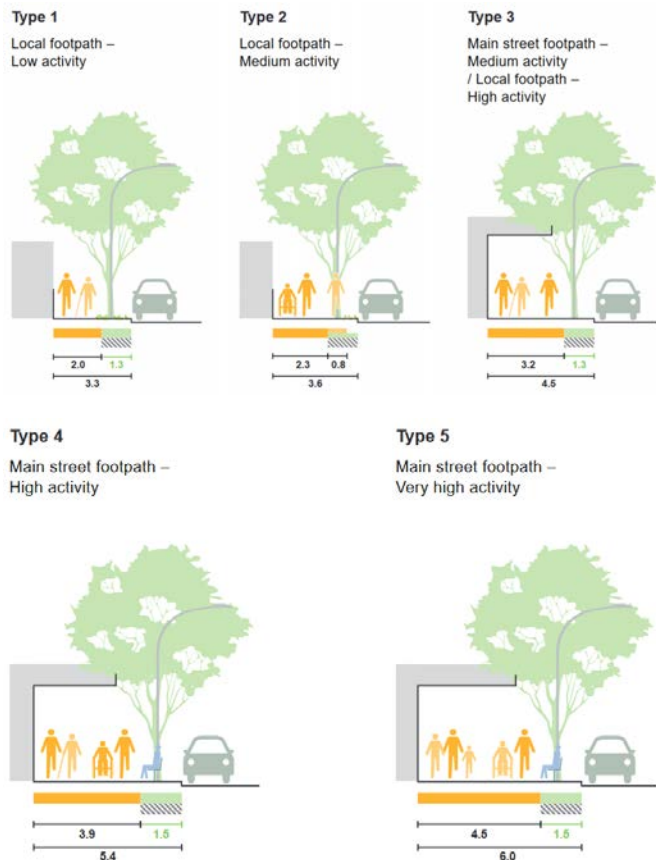 Type 1
Local footpath –
Low activity
2.0 1.3
3.3
Type 2
Local footpath –
Medium activity
2.3 0.8
3.6
Type 3
Main street footpath –
Medium activity
/ Local footpath –
High activity
3.2 1.3
4.5
Type 4
Main street footpath –
High activity
3.9 1.5
5.4
Type 5
Main street footpath –
Very high activity
4.5 1.5
6.0